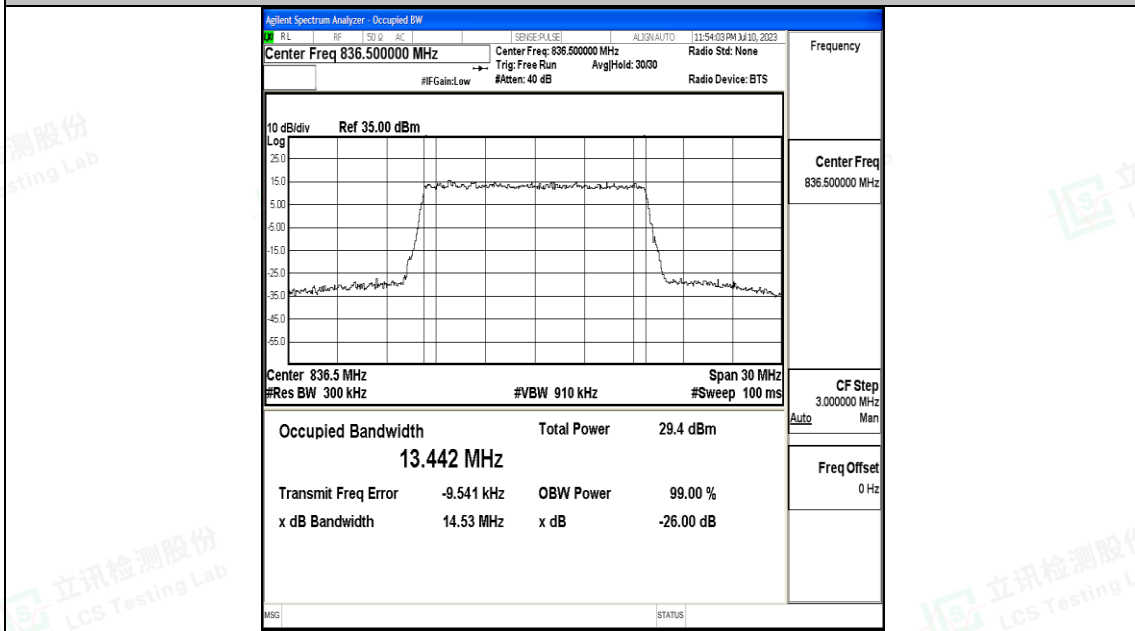 Agilent Spectrum Analyzer - Occupied BW
RL RF 50 Ω AC SENSE:PULSE ALIGNAUTO 11:54:03 PM Jul 10, 2023
Center Freq 836.500000 MHz
Center Freq: 836.500000 MHz Radio Std: None
Trig: Free Run Avg|Hold: 30/30
#IFGain:Low #Atten: 40 dB Radio Device: BTS
Frequency
10 dB/div Ref 35.00 dBm
Log
25.0
15.0
5.00
-5.00
-15.0
-25.0
-35.0
-45.0
-55.0
Center 836.5 MHz Span 30 MHz
#Res BW 300 kHz #VBW 910 kHz #Sweep 100 ms
Center Freq
836.500000 MHz
CF Step
3.000000 MHz
Auto Man
Freq Offset
0 Hz
Occupied Bandwidth Total Power 29.4 dBm
13.442 MHz
Transmit Freq Error -9.541 kHz OBW Power 99.00 %
x dB Bandwidth 14.53 MHz x dB -26.00 dB
MSG STATUS
立讯检测股份
LCS Testing Lab